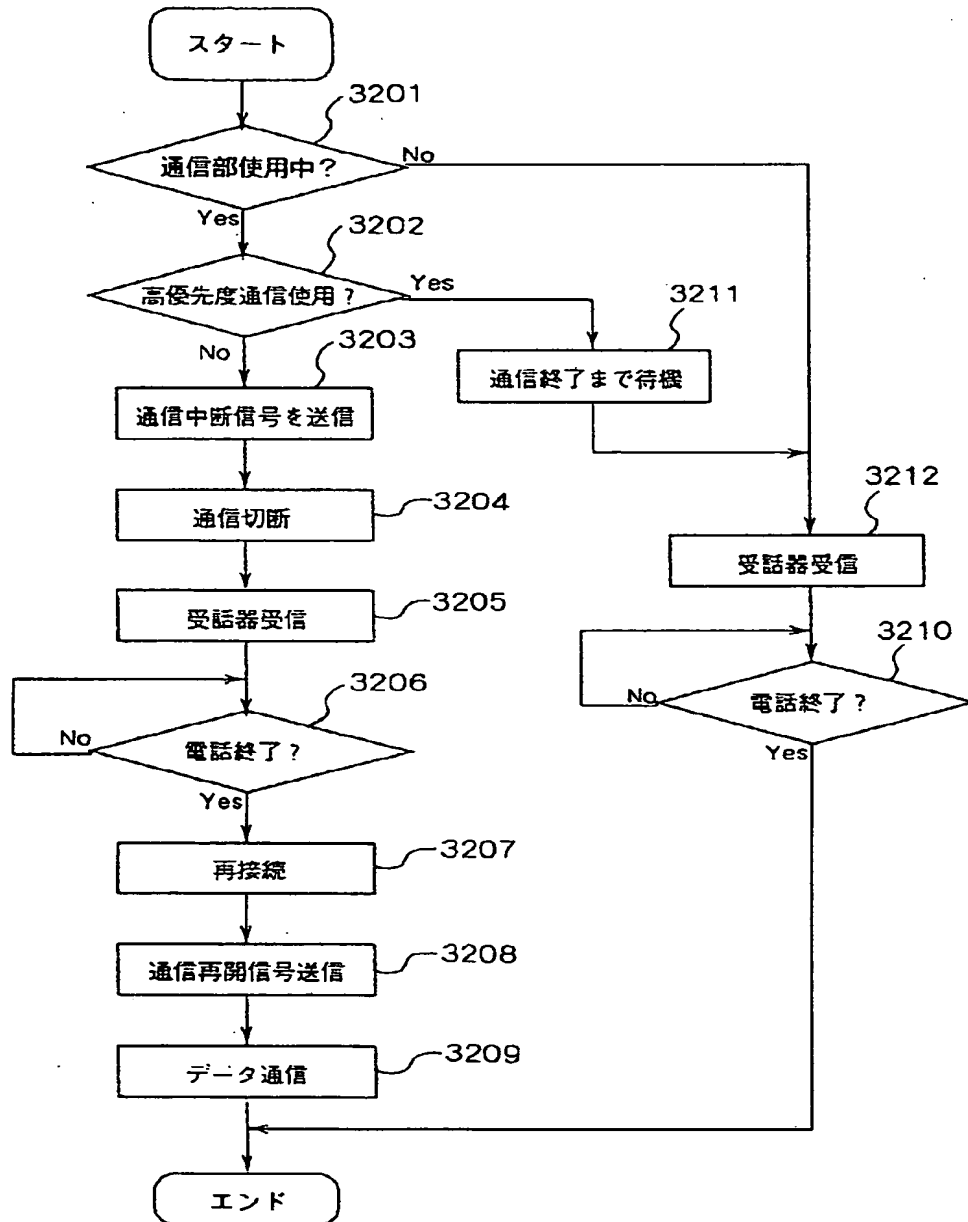 スタート
3201
通信部使用中?
No
Yes
3202
高優先度通信使用?
Yes
No
3203
通信中断信号を送信
3211
通信終了まで待機
3204
通信切断
3212
受話器受信
3205
受話器受信
3210
電話終了?
No
Yes
3206
電話終了?
No
Yes
3207
再接続
3208
通信再開信号送信
3209
データ通信
エンド